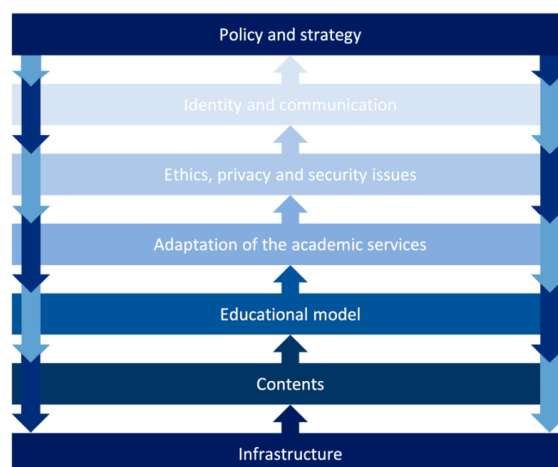 Policy and strategy
Identity and communication
Ethics, privacy and security issues
Adaptation of the academic services
Educational model
Contents
Infrastructure